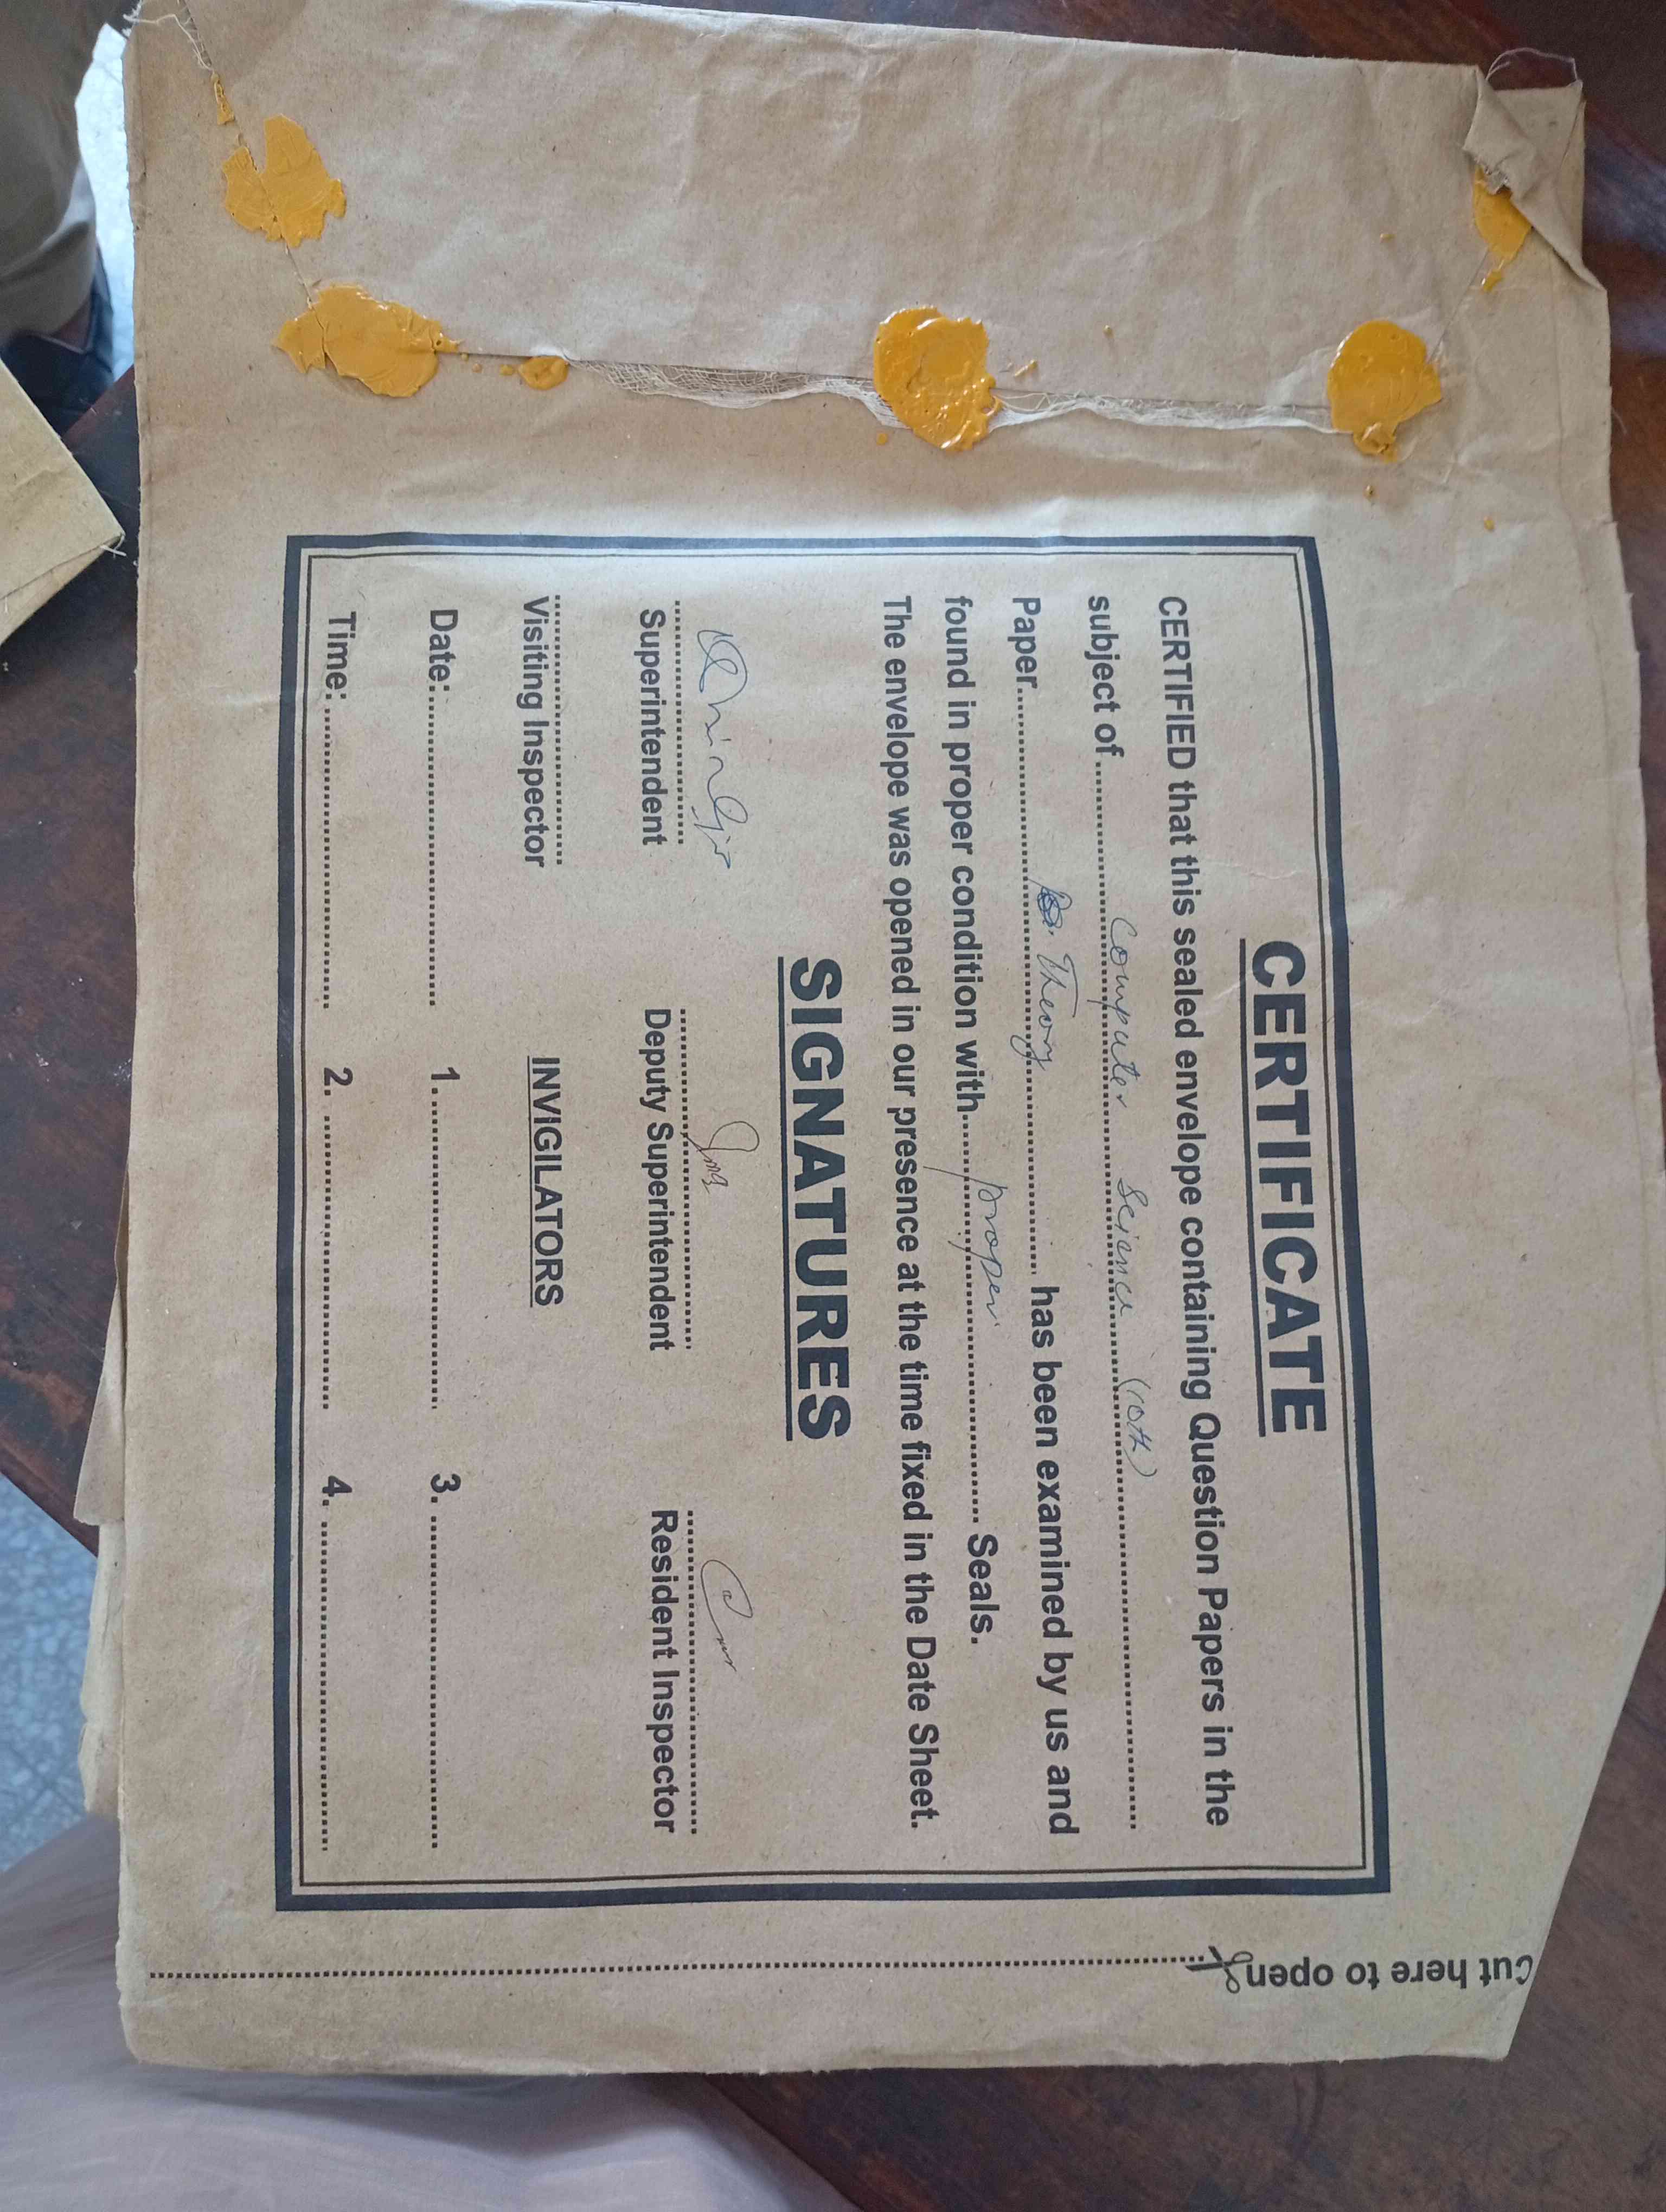 CERTIFICATE
CERTIFIED that this sealed envelope containing Question Papers in the
subject of .......... Computer Science (10th) ..........
Paper .......... Theory .......... has been examined by us and
found in proper condition with .......... proper .......... Seals.
The envelope was opened in our presence at the time fixed in the Date Sheet.
SIGNATURES
Superintendent Deputy Superintendent Resident Inspector
Visiting Inspector INVIGILATORS
Date: .......... 1. .......... 3. ..........
Time: .......... 2. .......... 4. ..........
Cut here to open